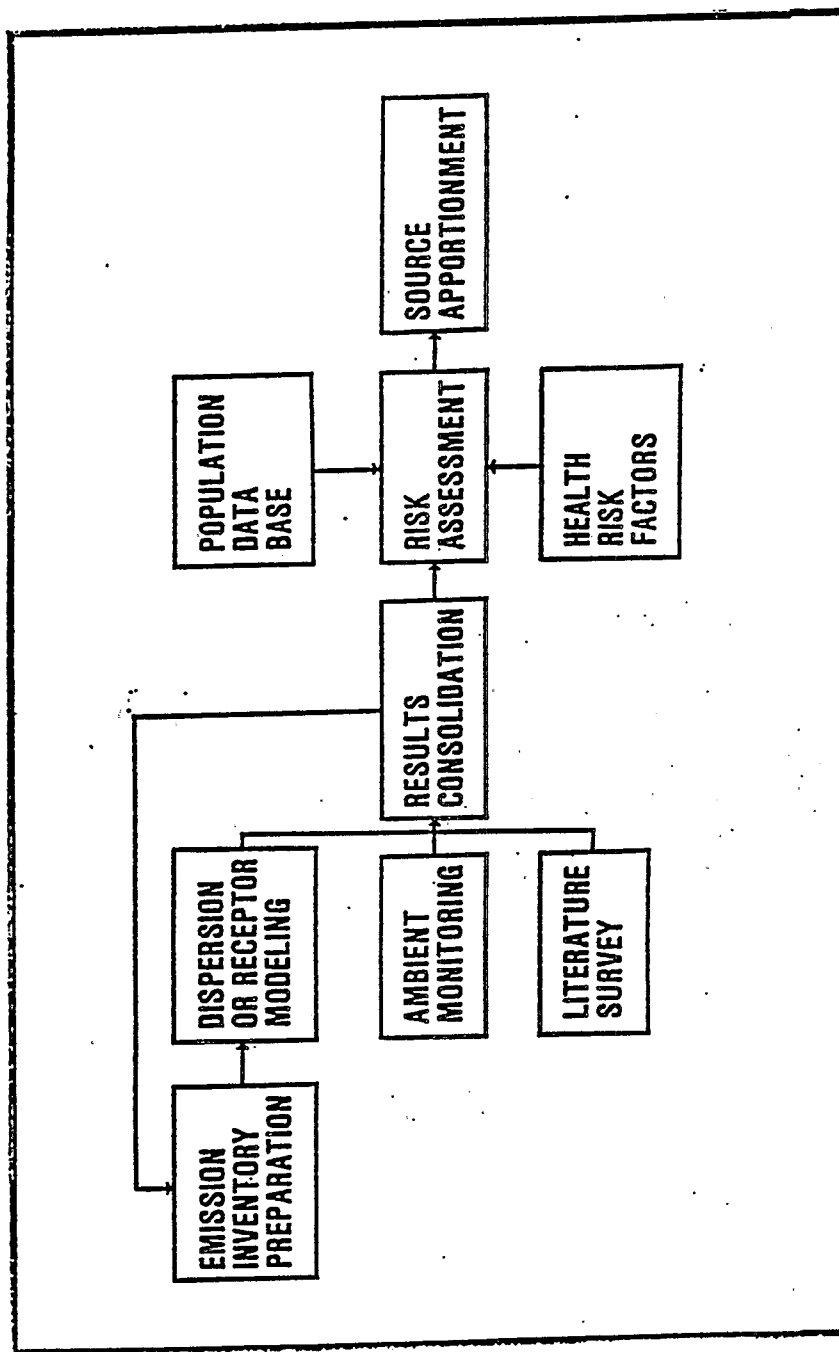 EMISSION
INVENTORY
PREPARATION
DISPERSION
OR RECEPTOR
MODELING
AMBIENT
MONITORING
LITERATURE
SURVEY
RESULTS
CONSOLIDATION
POPULATION
DATA
BASE
RISK
ASSESSMENT
HEALTH
RISK
FACTORS
SOURCE
APPORTIONMENT